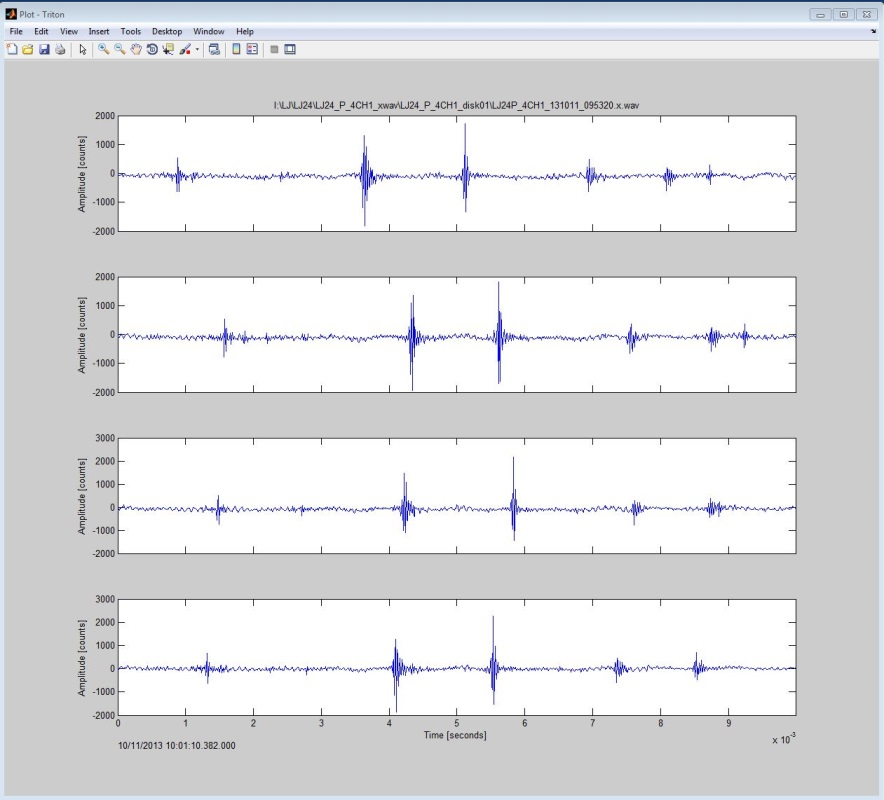 Plot - Triton
File Edit View Insert Tools Desktop Window Help
I:\LJ\LJ24\LJ24_P_4CH1_xwav\LJ24_P_4CH1_disk01\LJ24P_4CH1_131011_095320.x.wav
2000
1000
0
-1000
-2000
Amplitude [counts]
2000
1000
0
-1000
-2000
Amplitude [counts]
3000
2000
1000
0
-1000
-2000
Amplitude [counts]
3000
2000
1000
0
-1000
-2000
Amplitude [counts]
0 1 2 3 4 5 6 7 8 9
Time [seconds]
x 10-3
10/11/2013 10:01:10.382.000